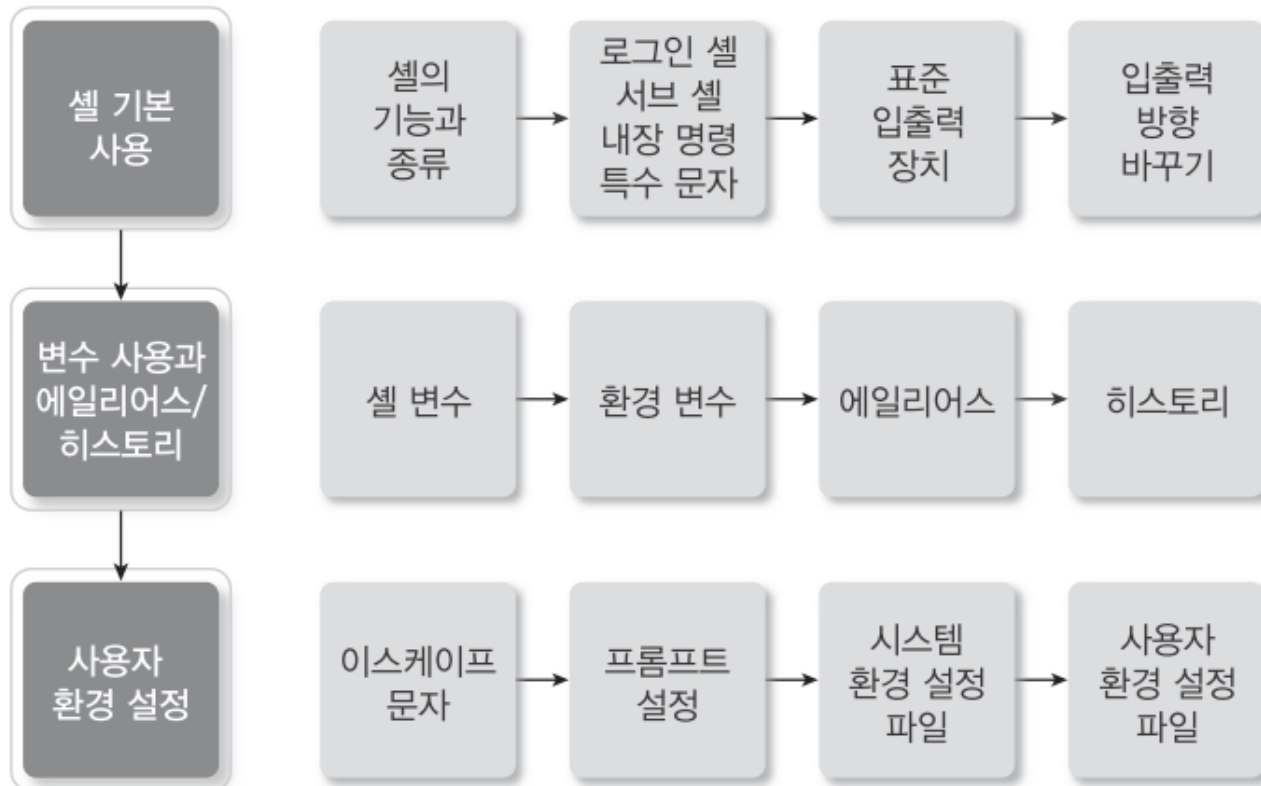 셸 기본
사용
셸의
기능과
종류
로그인 셸
서브 셸
내장 명령
특수 문자
표준
입출력
장치
입출력
방향
바꾸기
변수 사용과
에일리어스/
히스토리
셸 변수
환경 변수
에일리어스
히스토리
사용자
환경 설정
이스케이프
문자
프롬프트
설정
시스템
환경 설정
파일
사용자
환경 설정
파일